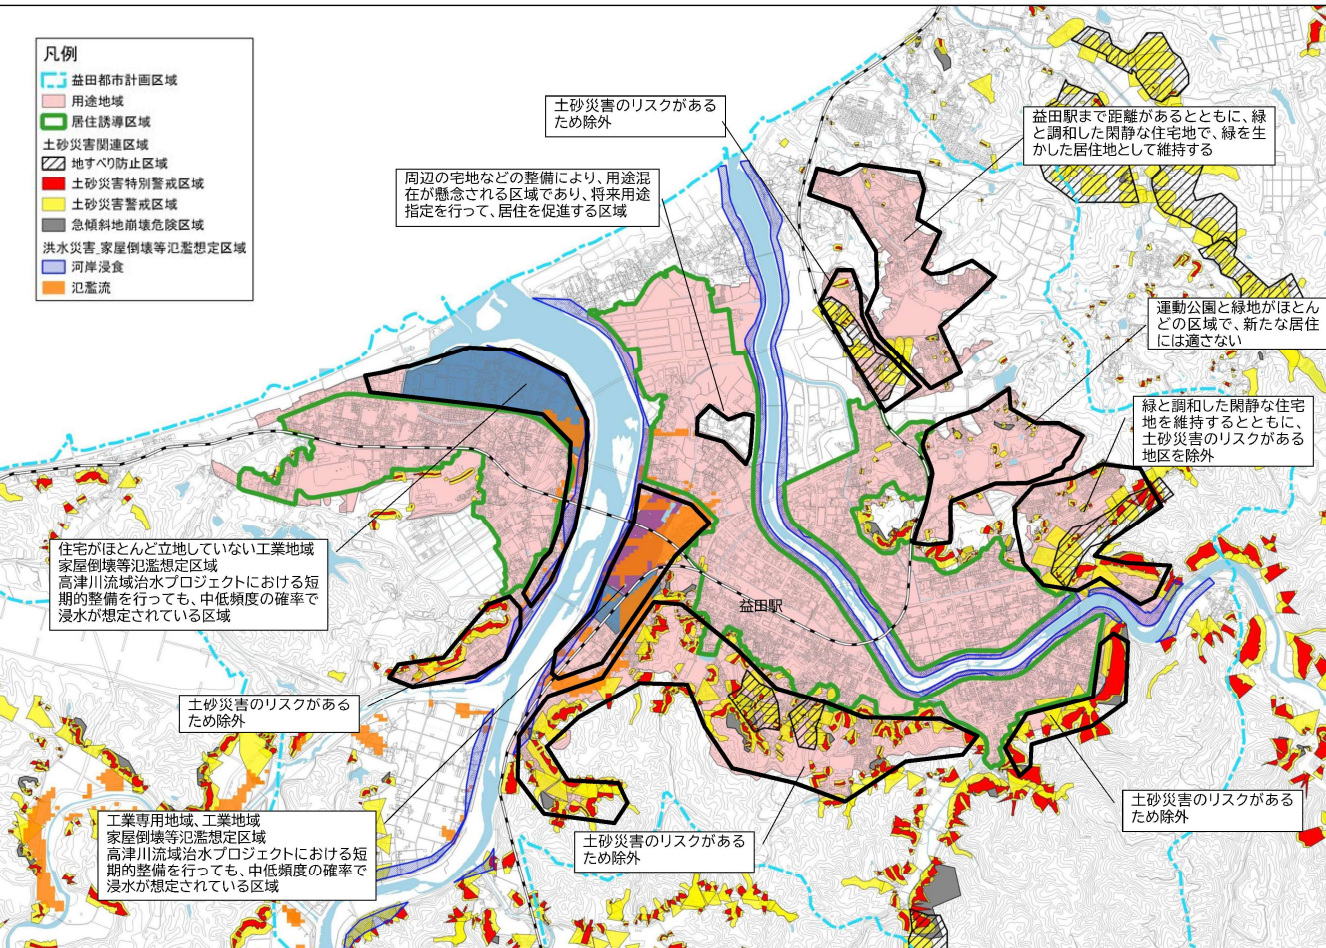 凡例
益田都市計画区域
用途地域
居住誘導区域
土砂災害関連区域
地すべり防止区域
土砂災害特別警戒区域
土砂災害警戒区域
急傾斜地崩壊危険区域
洪水災害_家屋倒壊等氾濫想定区域
河岸浸食
氾濫流
土砂災害のリスクがある
ため除外
益田駅まで距離があるとともに、緑
と調和した閑静な住宅地で、緑を生
かした居住地として維持する
周辺の宅地などの整備により、用途混
在が懸念される区域であり、将来用途
指定を行って、居住を促進する区域
運動公園と緑地がほとん
どの区域で、新たな居住
には適さない
緑と調和した閑静な住宅
地を維持するとともに、
土砂災害のリスクがある
地区を除外
住宅がほとんど立地していない工業地域
家屋倒壊等氾濫想定区域
高津川流域治水プロジェクトにおける短
期的整備を行っても、中低頻度の確率で
浸水が想定されている区域
益田駅
土砂災害のリスクがある
ため除外
工業専用地域、工業地域
家屋倒壊等氾濫想定区域
高津川流域治水プロジェクトにおける短
期的整備を行っても、中低頻度の確率で
浸水が想定されている区域
土砂災害のリスクがある
ため除外
土砂災害のリスクがある
ため除外